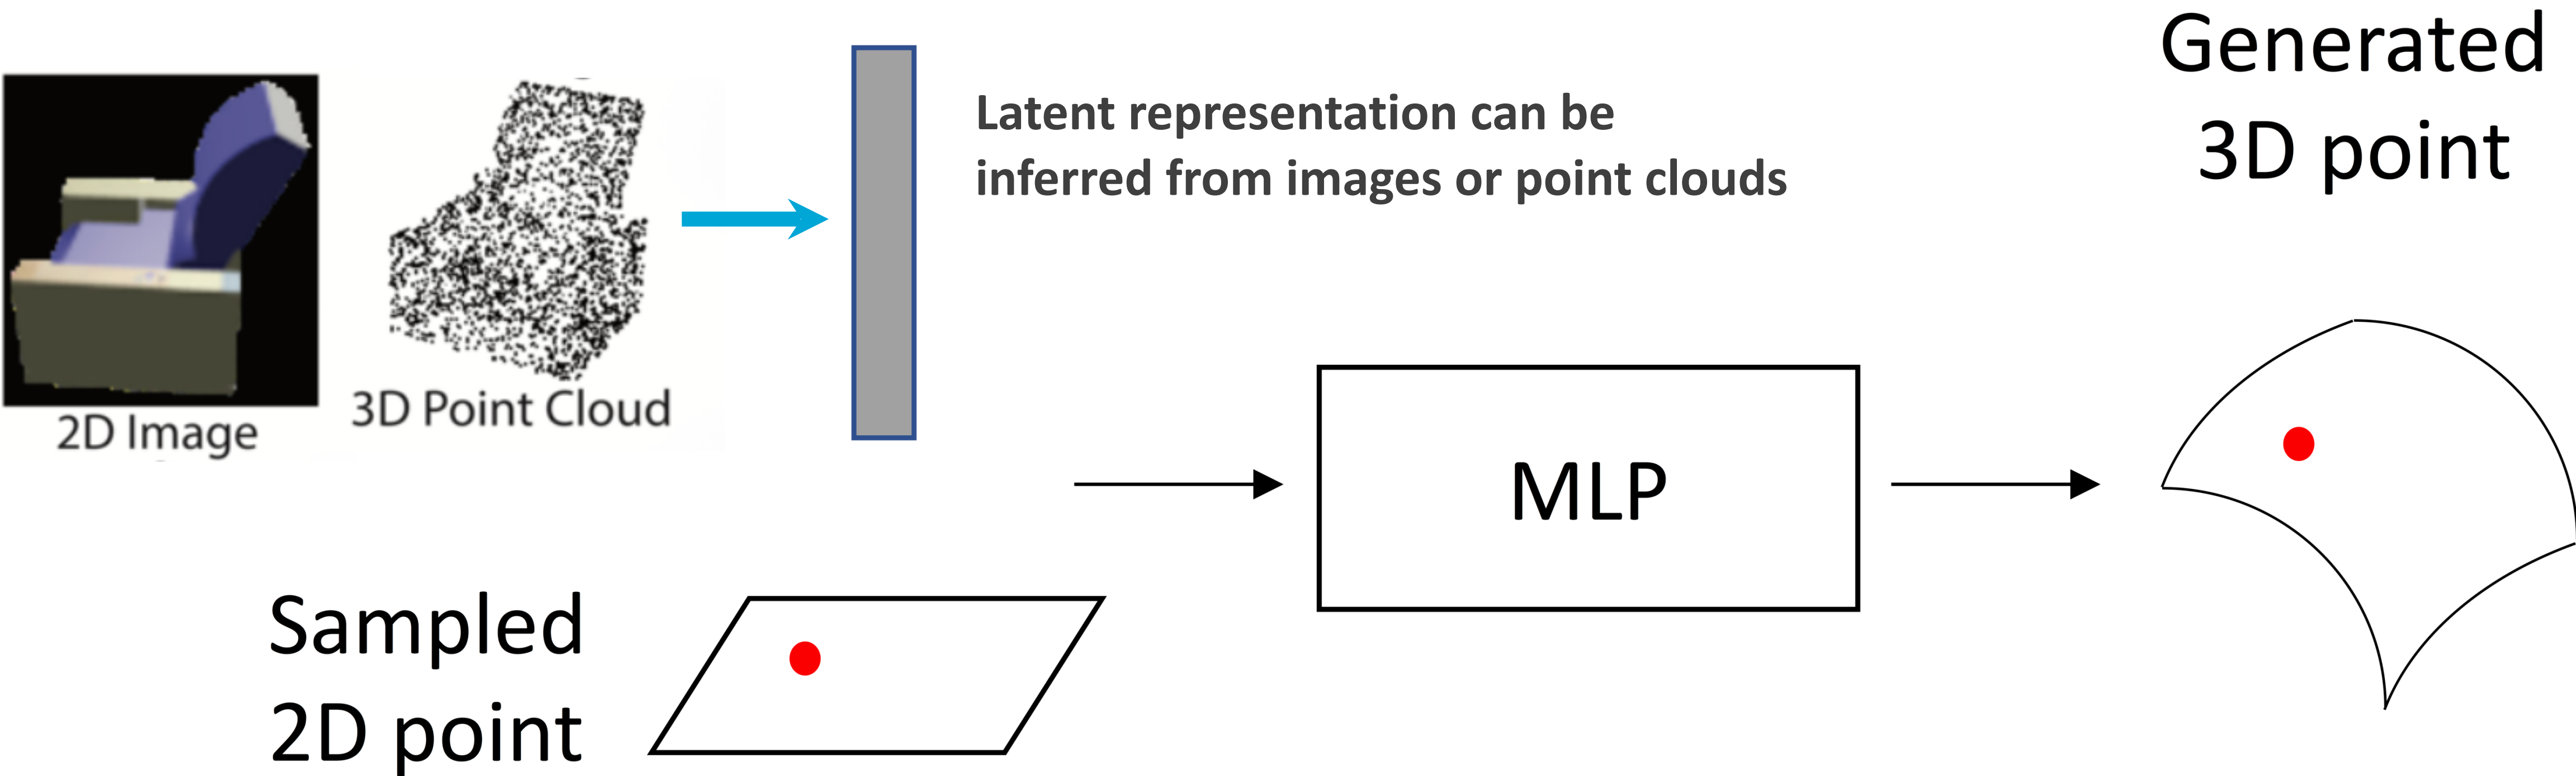 Generated
3D point
Latent representation can be
inferred from images or point clouds
2D Image
3D Point Cloud
MLP
Sampled
2D point